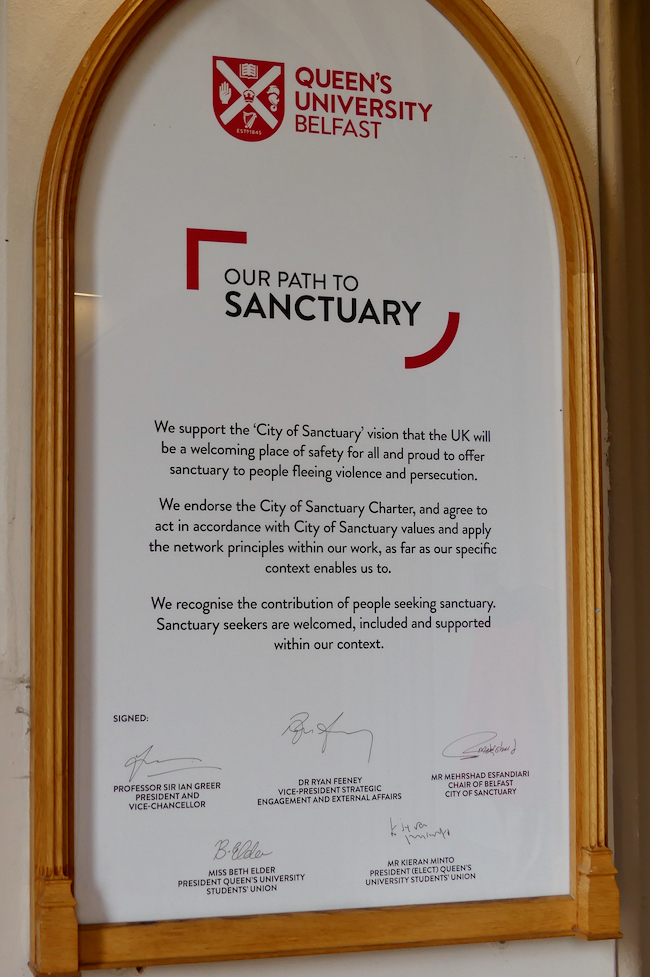 ESTD 1845
QUEEN'S
UNIVERSITY
BELFAST
OUR PATH TO
SANCTUARY
We support the 'City of Sanctuary' vision that the UK will
be a welcoming place of safety for all and proud to offer
sanctuary to people fleeing violence and persecution.
We endorse the City of Sanctuary Charter, and agree to
act in accordance with City of Sanctuary values and apply
the network principles within our work, as far as our specific
context enables us to.
We recognise the contribution of people seeking sanctuary.
Sanctuary seekers are welcomed, included and supported
within our context.
SIGNED:
PROFESSOR SIR IAN GREER
PRESIDENT AND
VICE-CHANCELLOR
DR RYAN FEENEY
VICE-PRESIDENT STRATEGIC
ENGAGEMENT AND EXTERNAL AFFAIRS
MR MEHRSHAD ESFANDIARI
CHAIR OF BELFAST
CITY OF SANCTUARY
B. Elder
MISS BETH ELDER
PRESIDENT QUEEN'S UNIVERSITY
STUDENTS' UNION
MR KIERAN MINTO
PRESIDENT (ELECT) QUEEN'S
UNIVERSITY STUDENTS' UNION